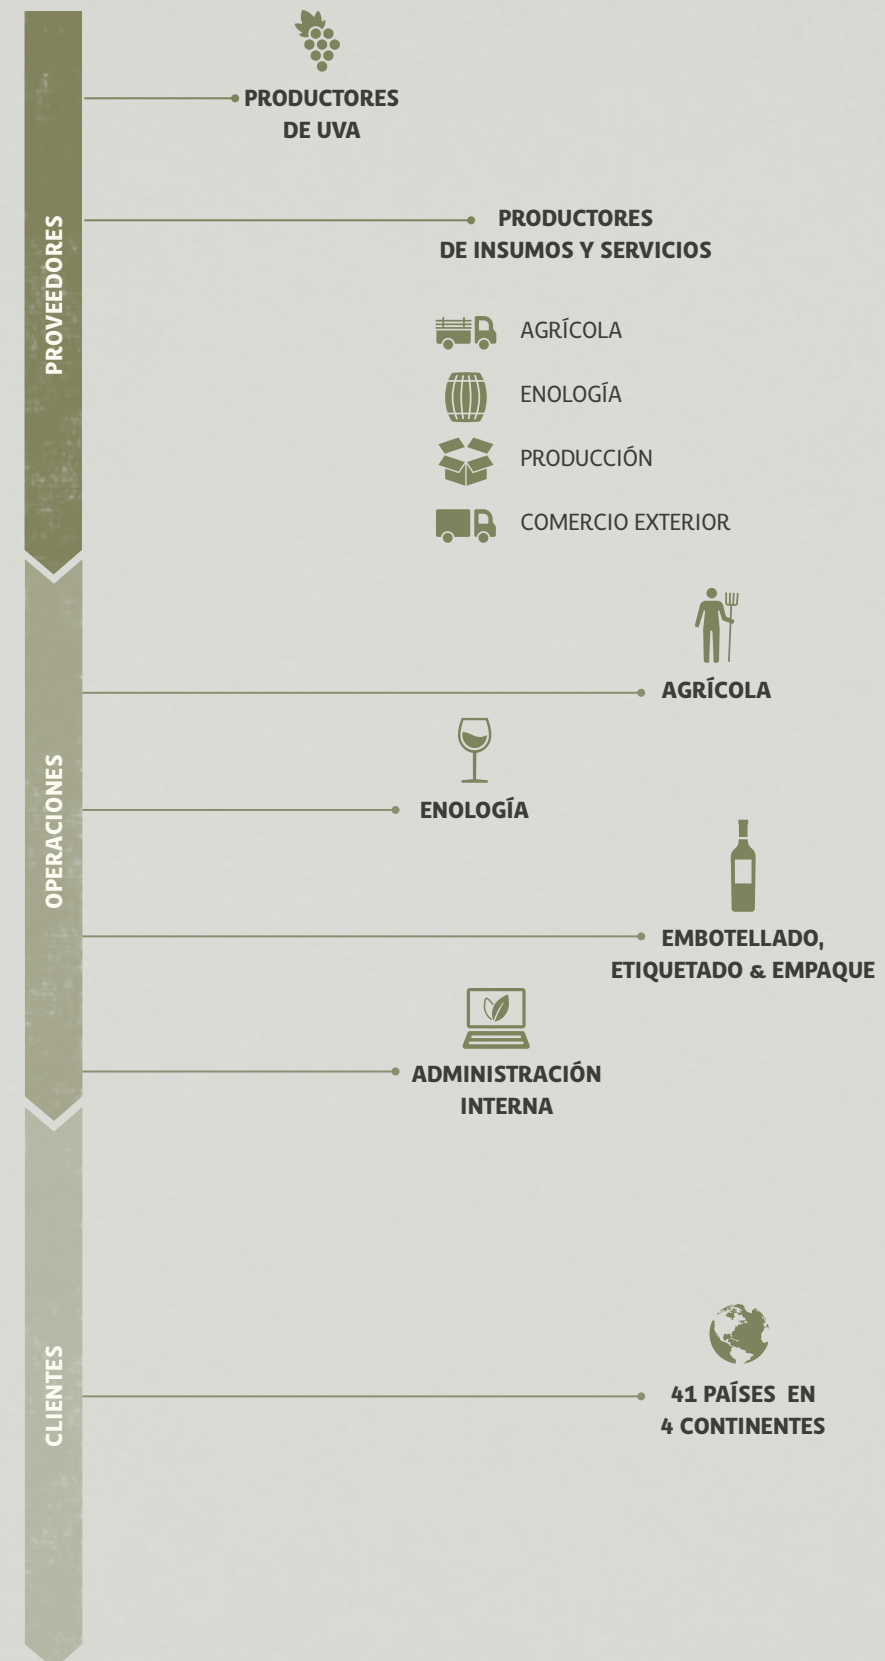 PROVEEDORES
PRODUCTORES
DE UVA
PRODUCTORES
DE INSUMOS Y SERVICIOS
AGRÍCOLA
ENOLOGÍA
PRODUCCIÓN
COMERCIO EXTERIOR
OPERACIONES
AGRÍCOLA
ENOLOGÍA
EMBOTELLADO,
ETIQUETADO & EMPAQUE
ADMINISTRACIÓN
INTERNA
CLIENTES
41 PAÍSES EN
4 CONTINENTES